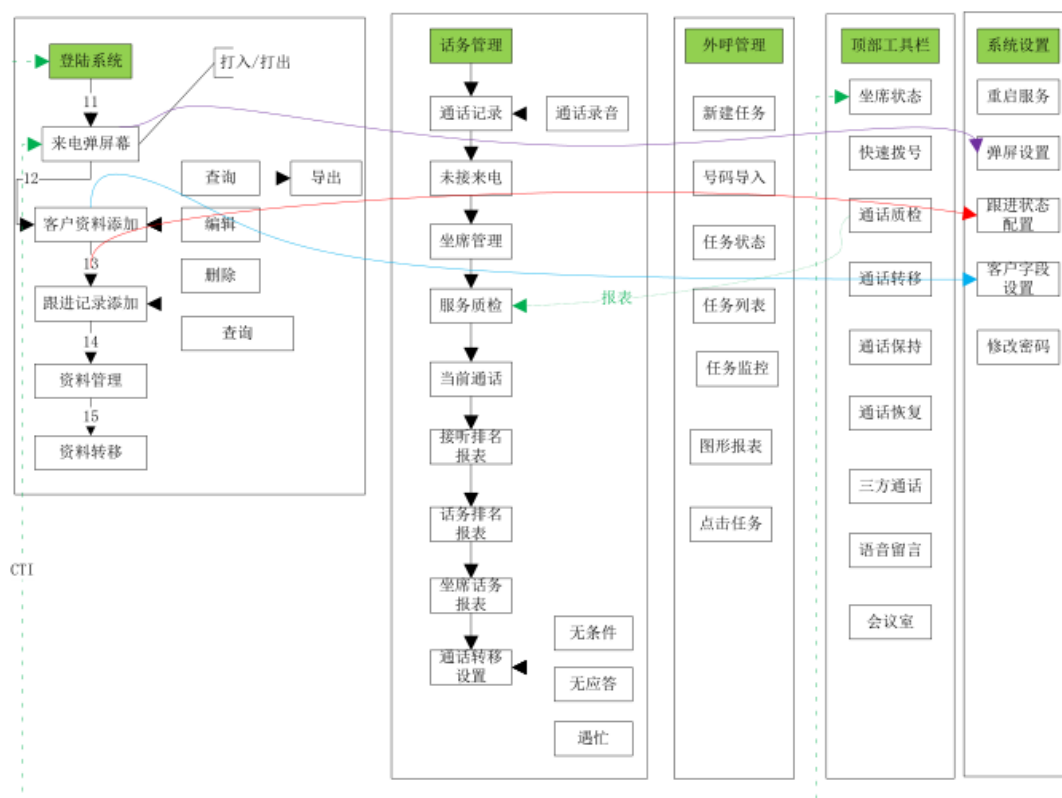 登陆系统
打入/打出
11
来电弹屏幕
12
查询
导出
客户资料添加
编辑
13
删除
跟进记录添加
查询
14
资料管理
15
资料转移
CTI
话务管理
通话记录
通话录音
未接来电
坐席管理
服务质检
报表
当前通话
接听排名
报表
话务排名
报表
坐席话务
报表
通话转移
设置
无条件
无应答
遇忙
外呼管理
新建任务
号码导入
任务状态
任务列表
任务监控
图形报表
点击任务
顶部工具栏
坐席状态
快速拨号
通话质检
通话转移
通话保持
通话恢复
三方通话
语音留言
会议室
系统设置
重启服务
弹屏设置
跟进状态
配置
客户字段
设置
修改密码